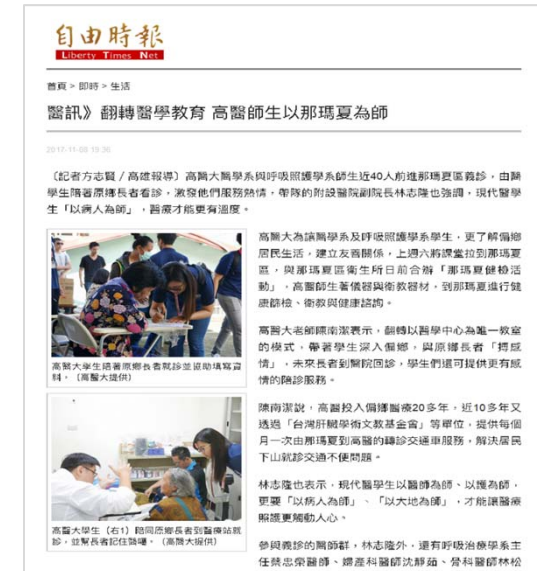 自由時報
Liberty Times Net
首頁 > 即時 > 生活
醫訊》翻轉醫學教育 高醫師生以那瑪夏為師
2017-11-08 19:36
〔記者方志賢／高雄報導〕高醫大醫學系與呼吸照護學系師生近40人前進那瑪夏區義診，由醫
學生陪著原鄉長者看診，激發他們服務熱情，帶隊的附設醫院副院長林志隆也強調，現代醫學
生「以病人為師」，醫療才能更有溫度。
高醫大為讓醫學系及呼吸照護學系學生，更了解偏鄉
居民生活，建立友善關係，上週六將課堂拉到那瑪夏
區，與那瑪夏區衛生所日前合辦「那瑪夏健檢活
動」，高醫師生著儀器與衛教器材，到那瑪夏進行健
康篩檢、衛教與健康諮詢。
高醫大學生陪著原鄉長者就診並協助填寫資
料。（高醫大提供）
高醫大老師陳南潔表示，翻轉以醫學中心為唯一教室
的模式，帶著學生深入偏鄉，與原鄉長者「搏感
情」，未來長者到醫院回診，學生們還可提供更有感
情的陪診服務。
陳南潔說，高醫投入偏鄉醫療20多年，近10多年又
透過「台灣肝臟學術文教基金會」等單位，提供每個
月一次由那瑪夏到高醫的轉診交通車服務，解決居民
下山就診交通不便問題。
林志隆也表示，現代醫學生以醫師為師、以護為師，
更要「以病人為師」、「以大地為師」，才能讓醫療
照護更觸動人心。
高醫大學生（右1）陪同原鄉長者到醫療站就
診，並幫長者記住醫囑。（高醫大提供）
參與義診的醫師群，林志隆外，還有呼吸治療學系主
任蔡忠榮醫師、婦產科醫師沈靜茹、骨科醫師林松